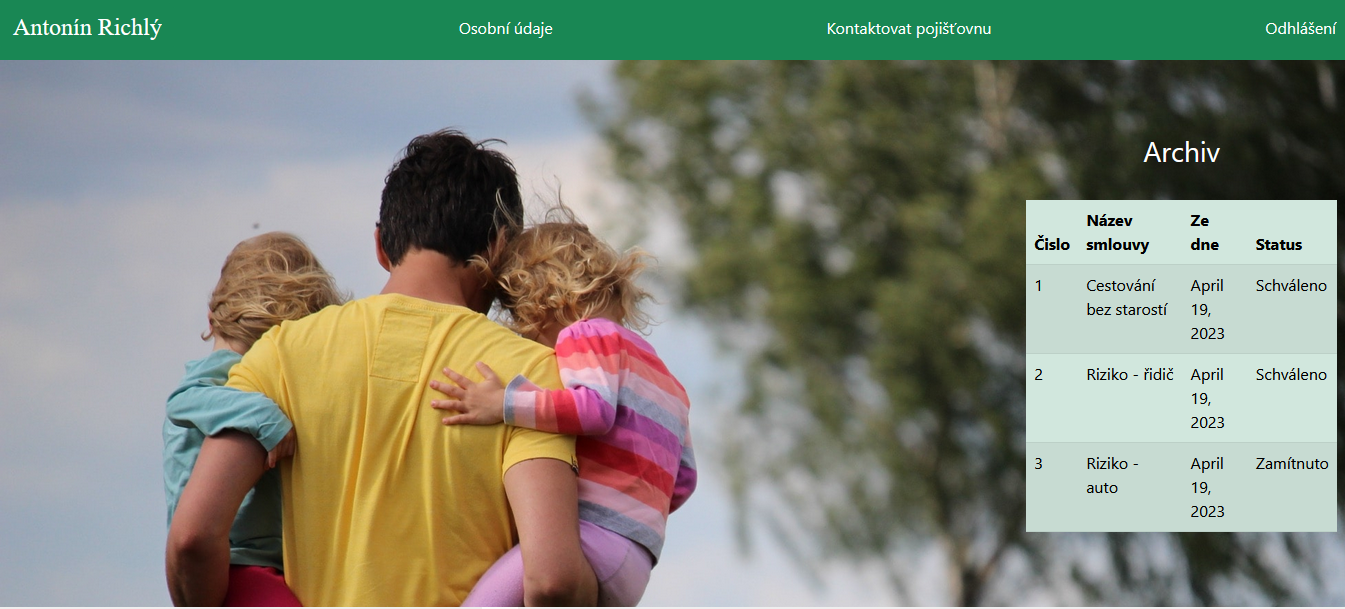 Antonín Richlý Osobní údaje Kontaktovat pojišťovnu Odhlášení
Archiv
Číslo Název smlouvy Ze dne Status
1 Cestování bez starostí April 19, 2023 Schváleno
2 Riziko - řidič April 19, 2023 Schváleno
3 Riziko - auto April 19, 2023 Zamítnuto